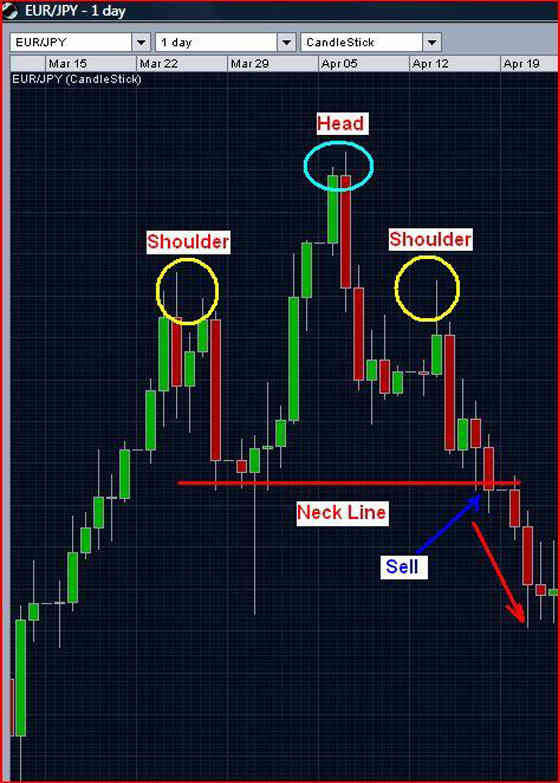 EUR/JPY - 1 day
EUR/JPY 1 day CandleStick
Mar 15 Mar 22 Mar 29 Apr 05 Apr 12 Apr 19
EUR/JPY (CandleStick)
Head
Shoulder Shoulder
Neck Line
Sell